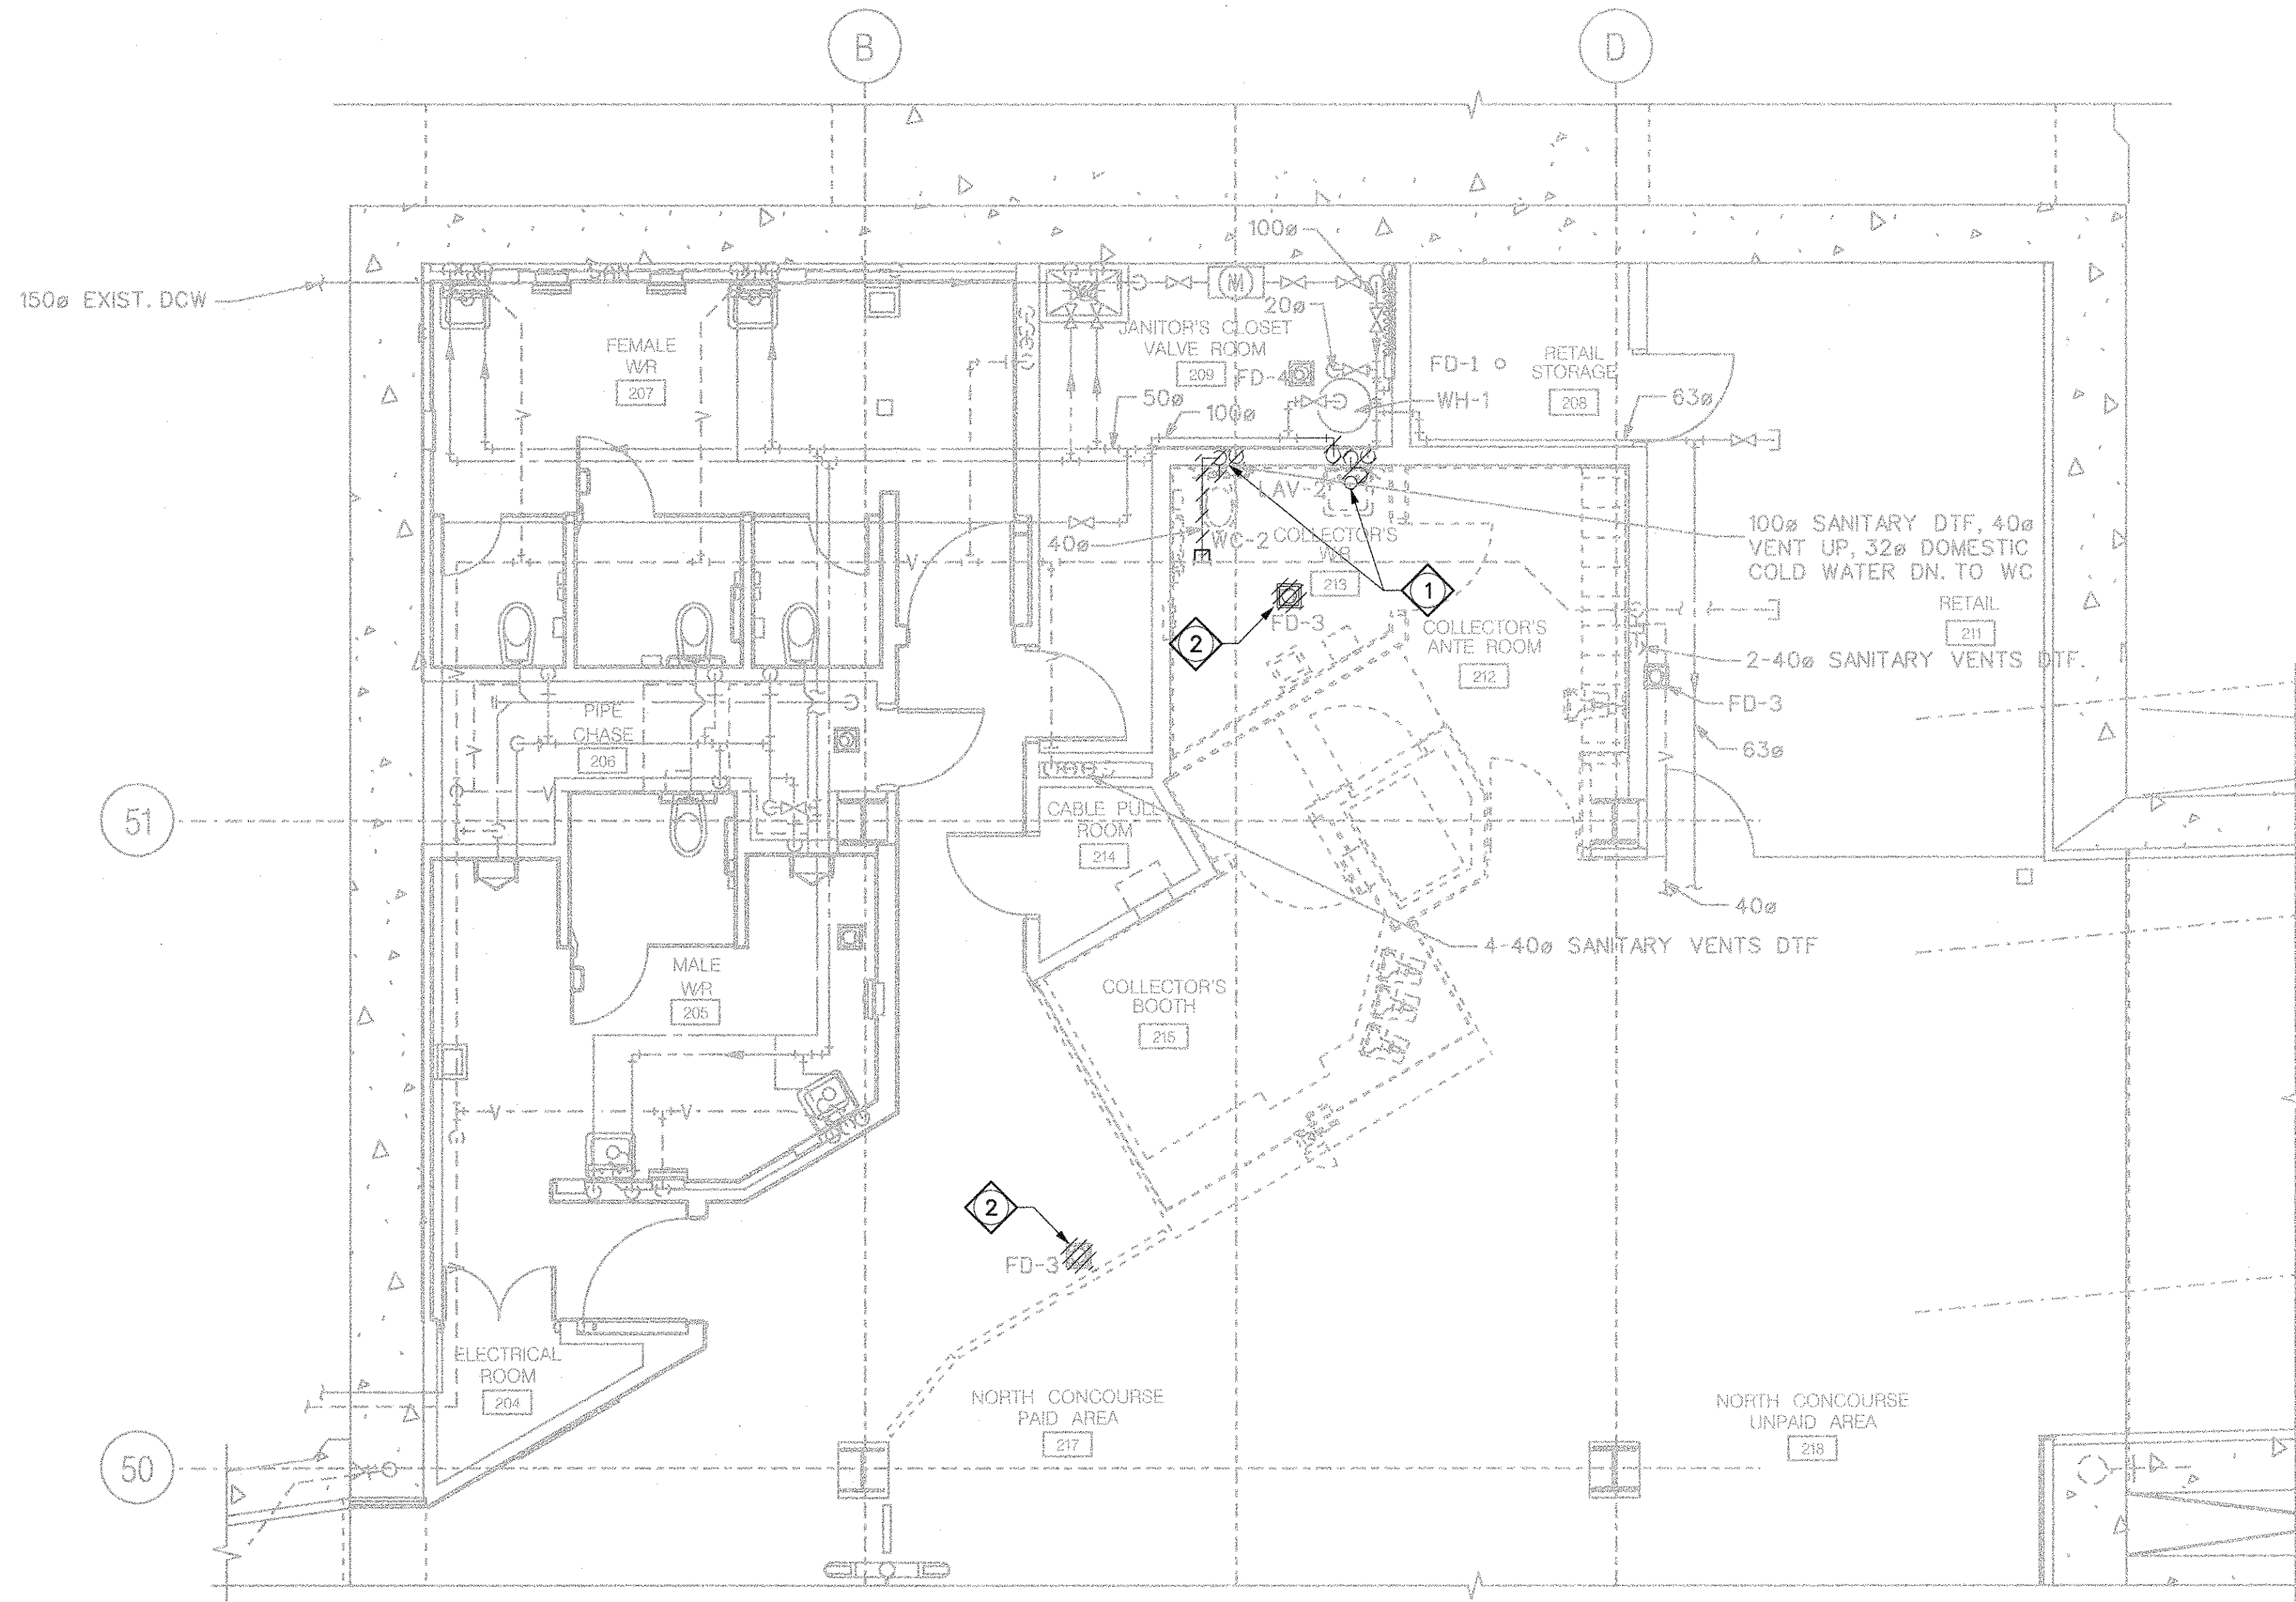 B
D
100ø
150ø EXIST. DCW
SAN
M
20ø
JANITOR'S CLOSET
VALVE ROOM
209
FD-4
FEMALE
W/R
207
FD-1
RETAIL
STORAGE
208
WH-1
63ø
50ø
100ø
LAV-2
WC-2
40ø
COLLECTOR'S
W/R
213
100ø SANITARY DTF, 40ø
VENT UP, 32ø DOMESTIC
COLD WATER DN. TO WC
1
2
FD-3
COLLECTOR'S
ANTE ROOM
212
RETAIL
211
2-40ø SANITARY VENTS DTF.
FD-3
63ø
V
V
V
PIPE
CHASE
206
51
CABLE PULL
ROOM
214
40ø
4-40ø SANITARY VENTS DTF
MALE
W/R
205
COLLECTOR'S
BOOTH
215
V
V
2
FD-3
ELECTRICAL
ROOM
204
NORTH CONCOURSE
PAID AREA
217
NORTH CONCOURSE
UNPAID AREA
218
50